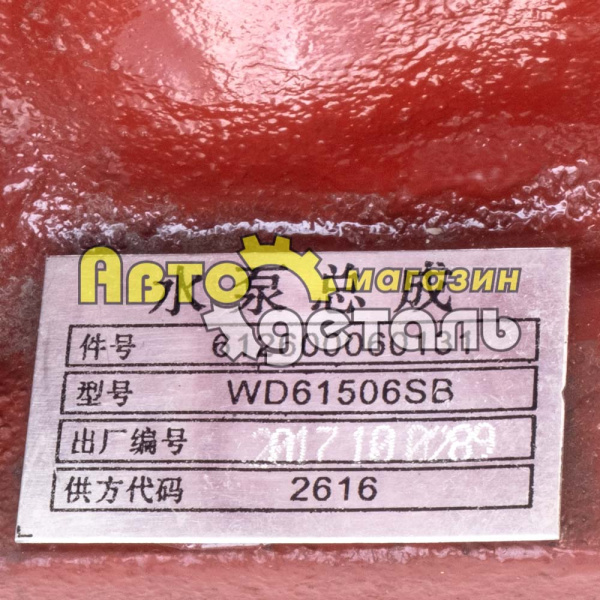 АВТО магазин
水泵总成
деталь
件号 612600060131
型号 WD61506SB
出厂编号 2017 10 0289
供方代码 2616